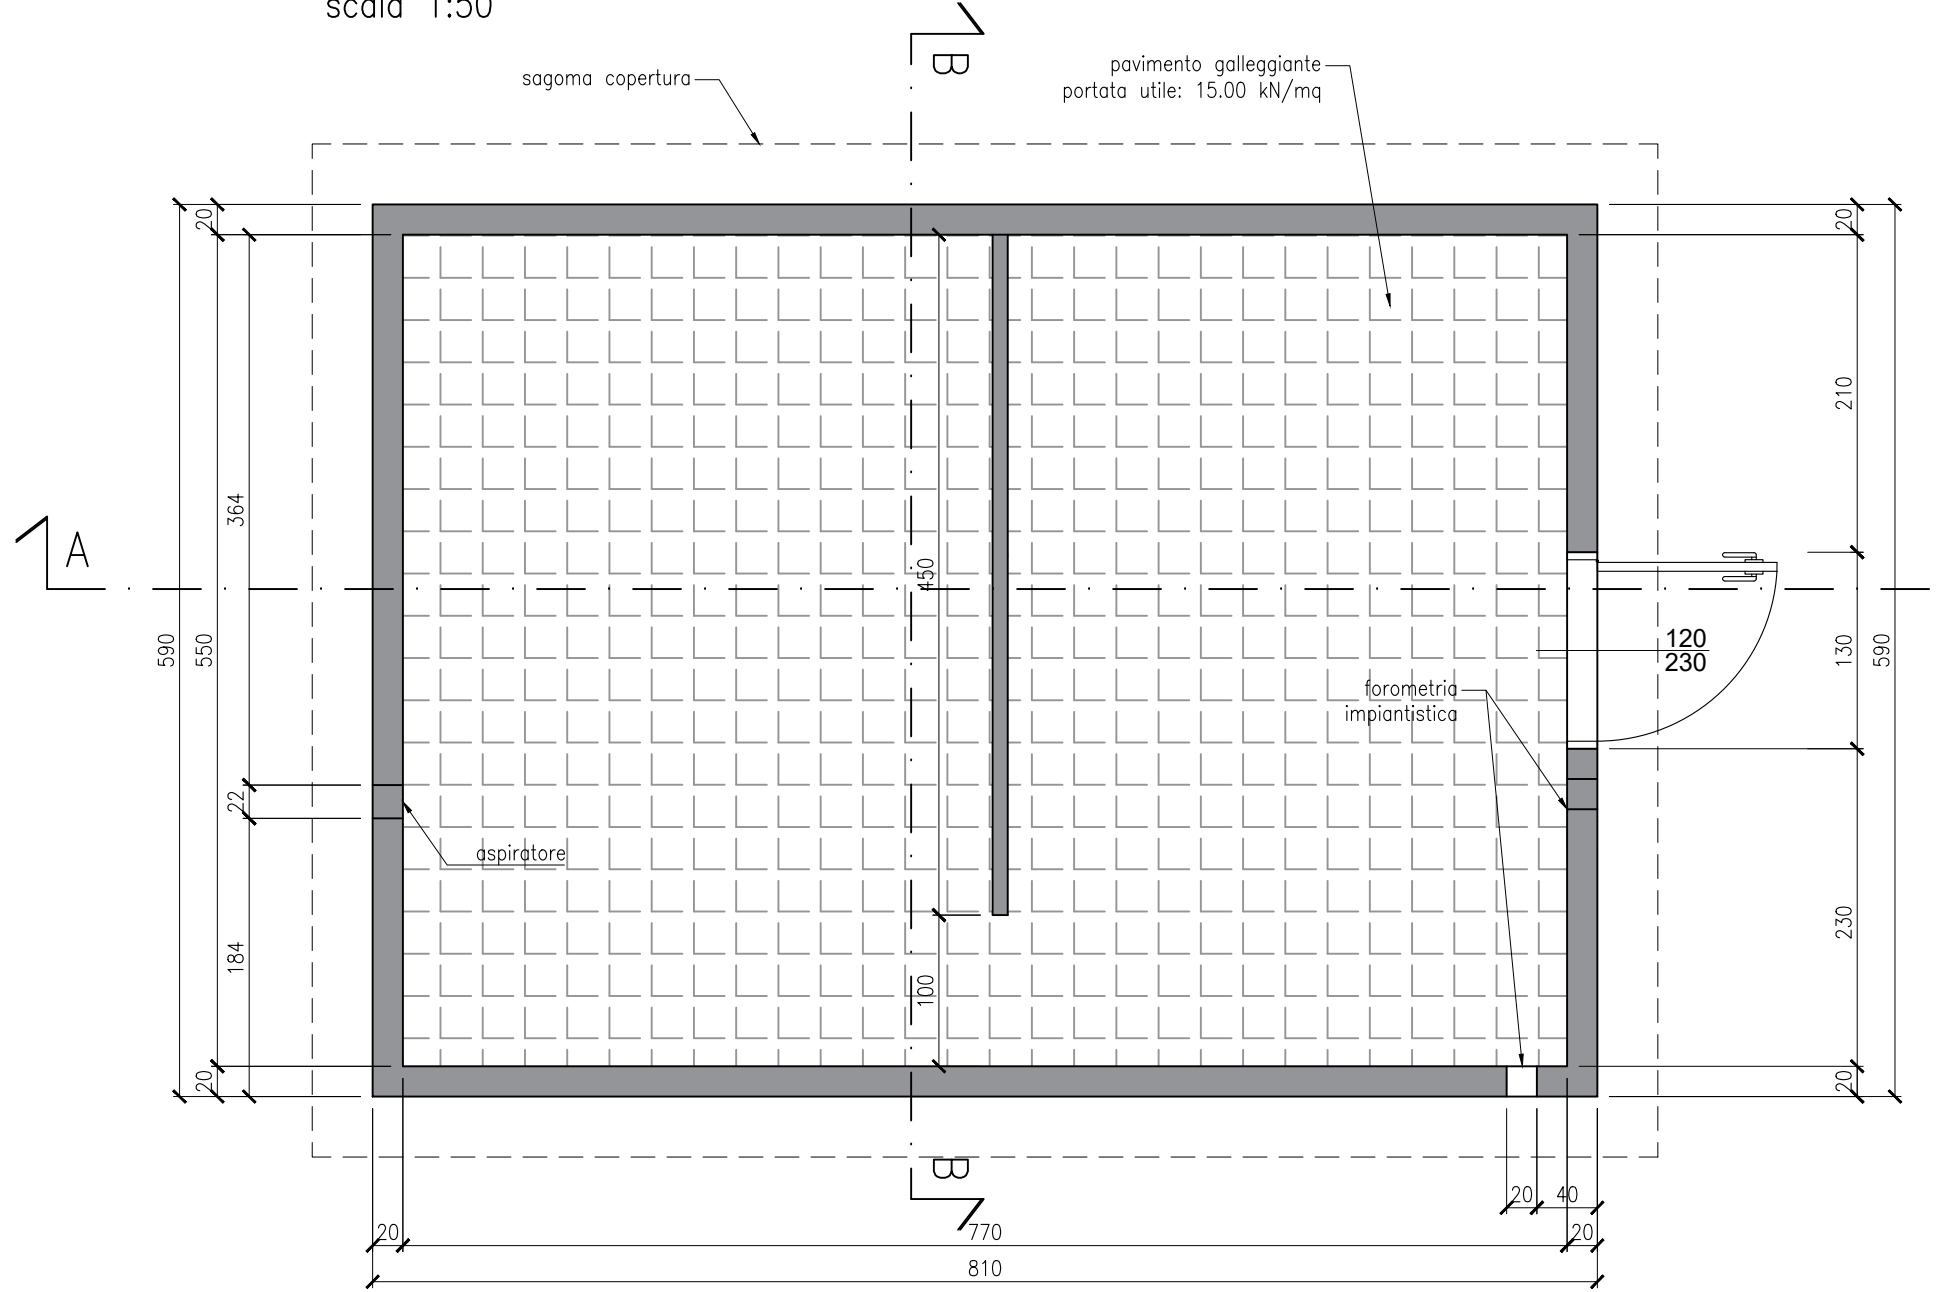 scala 1:50
B
sagoma copertura
pavimento galleggiante
portata utile: 15.00 kN/mq
20
20
364
210
A
450
590
550
120
230
130
590
forometria
impiantistica
22
aspiratore
184
100
230
20
20
B
20
40
20
770
20
810